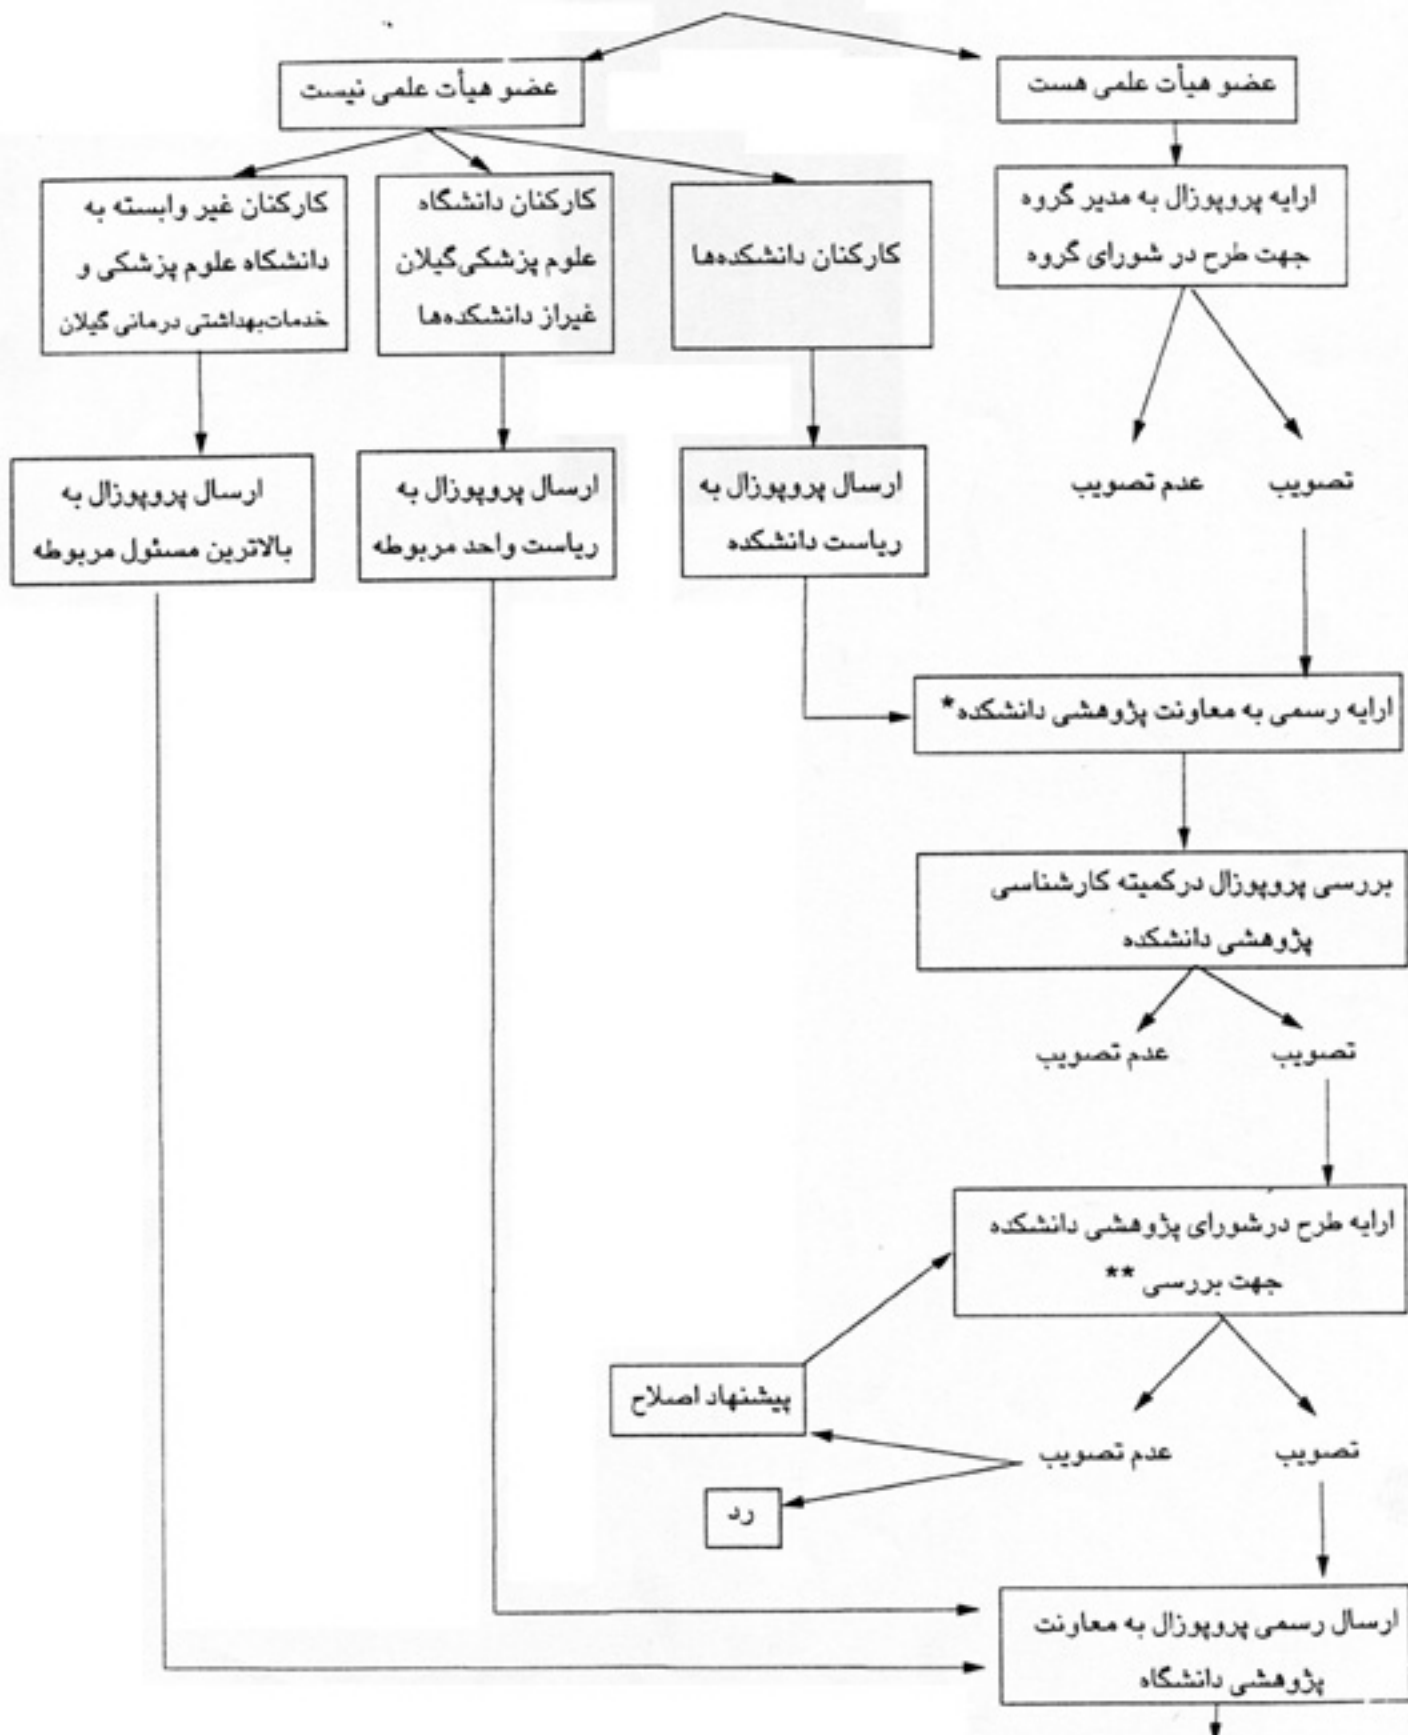 عضو هیأت علمی هست
عضو هیأت علمی نیست
ارایه پروپوزال به مدیر گروه
جهت طرح در شورای گروه
کارکنان دانشکده‌ها
کارکنان دانشگاه
علوم پزشکی گیلان
غیراز دانشکده‌ها
کارکنان غیر وابسته به
دانشگاه علوم پزشکی و
خدمات‌بهداشتی درمانی گیلان
تصویب
عدم تصویب
ارسال پروپوزال به
ریاست دانشکده
ارسال پروپوزال به
ریاست واحد مربوطه
ارسال پروپوزال به
بالاترین مسئول مربوطه
ارایه رسمی به معاونت پژوهشی دانشکده*
بررسی پروپوزال درکمیته کارشناسی
پژوهشی دانشکده
تصویب
عدم تصویب
ارایه طرح درشورای پژوهشی دانشکده
جهت بررسی **
پیشنهاد اصلاح
تصویب
عدم تصویب
رد
ارسال رسمی پروپوزال به معاونت
پژوهشی دانشگاه